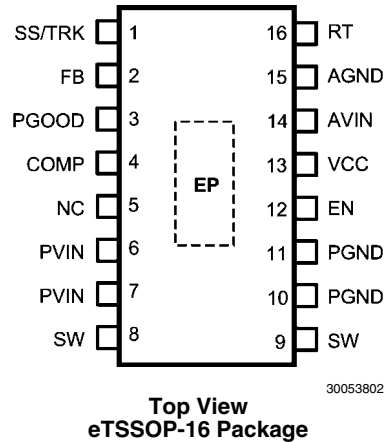 SS/TRK 1 16 RT
FB 2 15 AGND
PGOOD 3 14 AVIN
COMP 4 13 VCC
EP
NC 5 12 EN
PVIN 6 11 PGND
PVIN 7 10 PGND
SW 8 9 SW
30053802
Top View
eTSSOP-16 Package